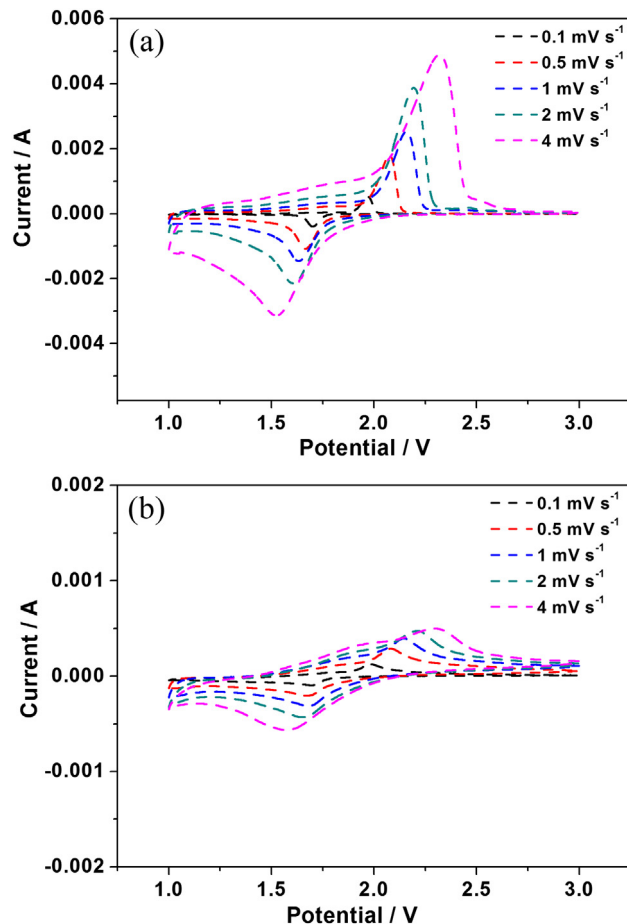 (a)
0.1 mV s⁻¹
0.5 mV s⁻¹
1 mV s⁻¹
2 mV s⁻¹
4 mV s⁻¹
0.006
0.004
0.002
0.000
-0.002
-0.004
Current / A
1.0 1.5 2.0 2.5 3.0
Potential / V
(b)
0.1 mV s⁻¹
0.5 mV s⁻¹
1 mV s⁻¹
2 mV s⁻¹
4 mV s⁻¹
0.002
0.001
0.000
-0.001
-0.002
Current / A
1.0 1.5 2.0 2.5 3.0
Potential / V